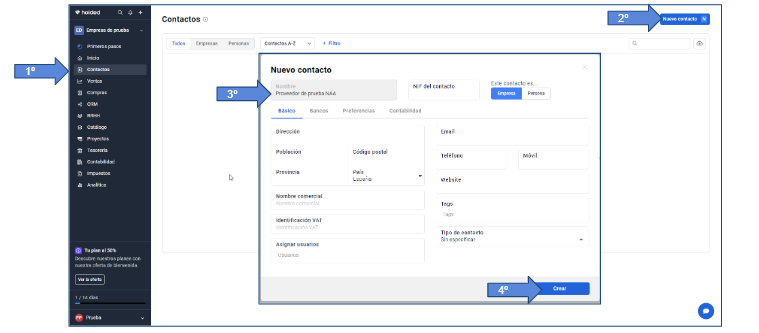 holded
Contactos
2º
Nuevo contacto N
ED Empresa de prueba
Todos Empresas Personas Contactos A-Z + Filtro
Primeros pasos
Inicio
1º
Contactos
Ventas
Compras
CRM
RRHH
Catálogo
Proyectos
Tesorería
Contabilidad
Impuestos
Analítica
Nuevo contacto
3º
Nombre
Proveedor de prueba NAA
NIF del contacto
Este contacto es...
Empresa Persona
Básico Bancos Preferencias Contabilidad
Dirección
Email
Población
Código postal
Teléfono
Móvil
Provincia
País
España
Website
Nombre comercial
Nombre comercial
Tags
Tags
Identificación VAT
Identificación VAT
Tipo de contacto
Sin especificar
Asignar usuarios
Usuarios
4º
Crear
Tu plan al 50%
Descubre nuestros planes con
nuestra oferta de bienvenida.
Ver la oferta
1 / 14 días
Prueba